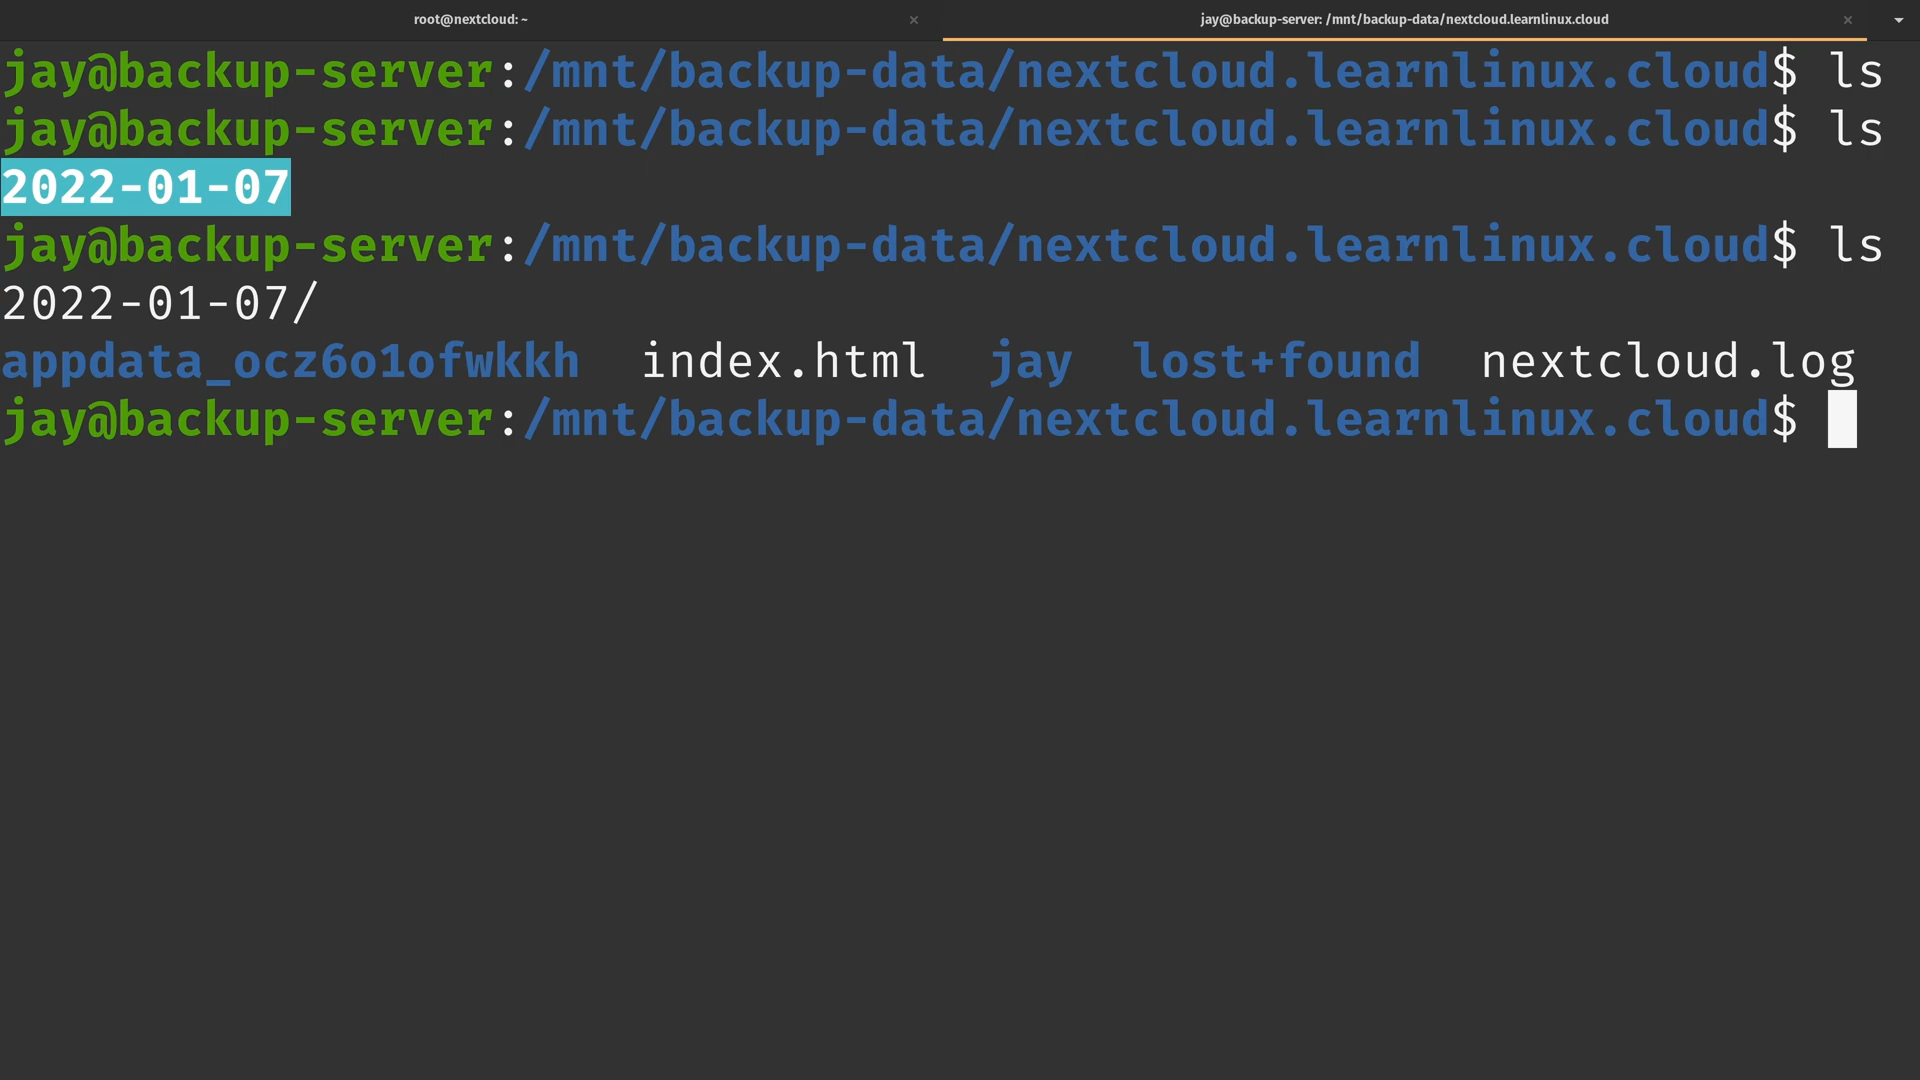 root@nextcloud: ~
jay@backup-server: /mnt/backup-data/nextcloud.learnlinux.cloud
jay@backup-server:/mnt/backup-data/nextcloud.learnlinux.cloud$ ls
jay@backup-server:/mnt/backup-data/nextcloud.learnlinux.cloud$ ls
2022-01-07
jay@backup-server:/mnt/backup-data/nextcloud.learnlinux.cloud$ ls
2022-01-07/
appdata_ocz6o1ofwkkh  index.html  jay  lost+found  nextcloud.log
jay@backup-server:/mnt/backup-data/nextcloud.learnlinux.cloud$